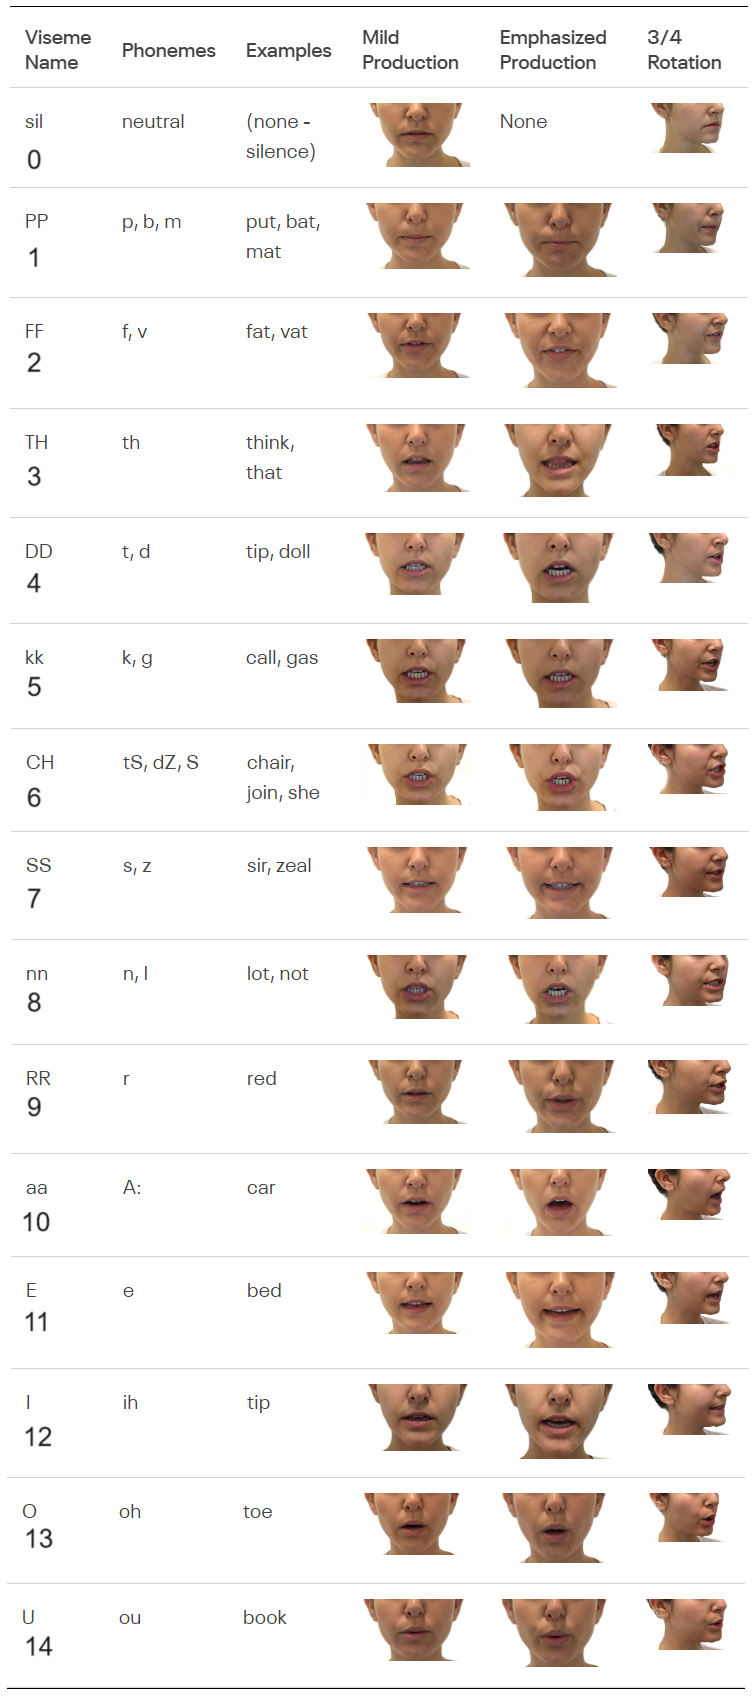 Viseme Name Phonemes Examples Mild Production Emphasized Production 3/4 Rotation
sil neutral (none - silence) None
0
PP p, b, m put, bat, mat
1
FF f, v fat, vat
2
TH th think, that
3
DD t, d tip, doll
4
kk k, g call, gas
5
CH tS, dZ, S chair, join, she
6
SS s, z sir, zeal
7
nn n, l lot, not
8
RR r red
9
aa A: car
10
E e bed
11
I ih tip
12
O oh toe
13
U ou book
14